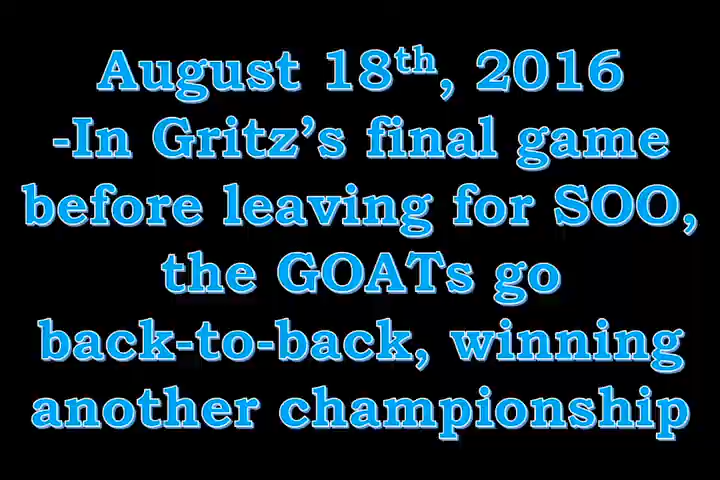 August 18th, 2016
-In Gritz’s final game
before leaving for SOO,
the GOATs go
back-to-back, winning
another championship